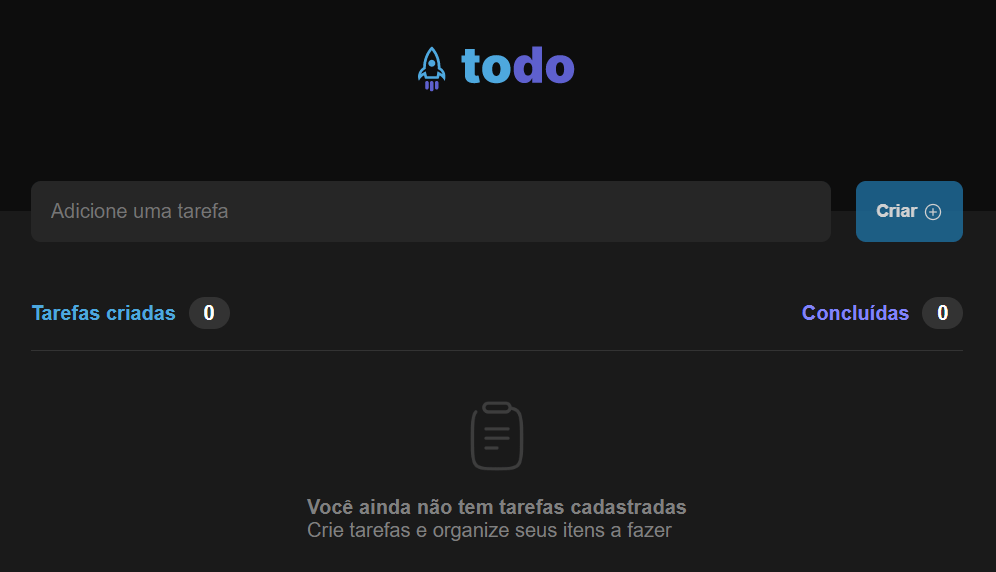 todo
Adicione uma tarefa
Criar
Tarefas criadas 0
Concluídas 0
Você ainda não tem tarefas cadastradas
Crie tarefas e organize seus itens a fazer